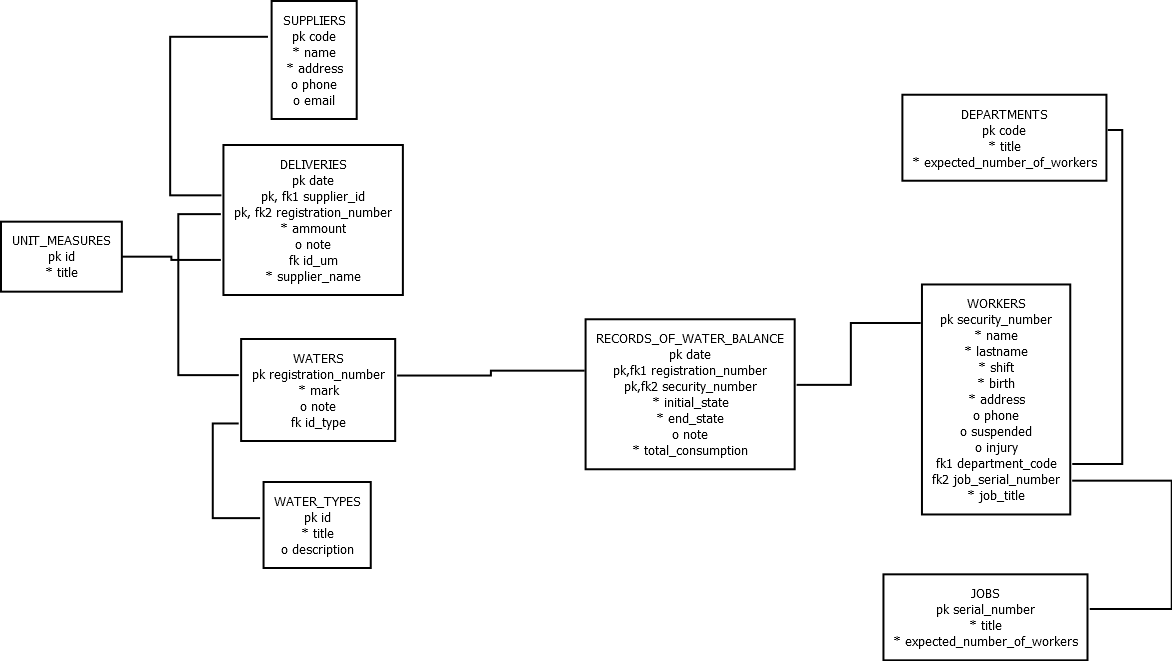 SUPPLIERS
pk code
* name
* address
o phone
o email
DELIVERIES
pk date
pk, fk1 supplier_id
pk, fk2 registration_number
* ammount
o note
fk id_um
* supplier_name
UNIT_MEASURES
pk id
* title
WATERS
pk registration_number
* mark
o note
fk id_type
WATER_TYPES
pk id
* title
o description
RECORDS_OF_WATER_BALANCE
pk date
pk,fk1 registration_number
pk,fk2 security_number
* initial_state
* end_state
o note
* total_consumption
DEPARTMENTS
pk code
* title
* expected_number_of_workers
WORKERS
pk security_number
* name
* lastname
* shift
* birth
* address
o phone
o suspended
o injury
fk1 department_code
fk2 job_serial_number
* job_title
JOBS
pk serial_number
* title
* expected_number_of_workers